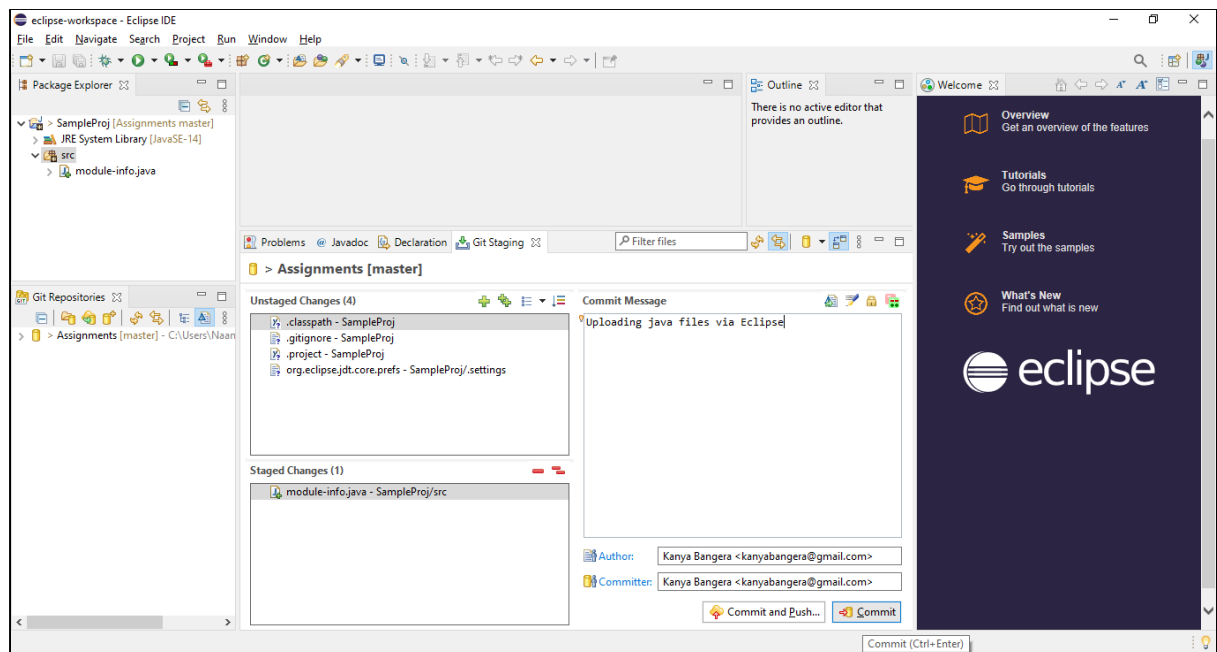 eclipse-workspace - Eclipse IDE
File Edit Navigate Search Project Run Window Help
Package Explorer
> SampleProj [Assignments master]
JRE System Library [JavaSE-14]
src
module-info.java
Outline
There is no active editor that
provides an outline.
Welcome
Overview
Get an overview of the features
Tutorials
Go through tutorials
Samples
Try out the samples
What's New
Find out what is new
eclipse
Problems @ Javadoc Declaration Git Staging
Filter files
> Assignments [master]
Git Repositories
> Assignments [master] - C:\Users\Naan
Unstaged Changes (4)
.classpath - SampleProj
.gitignore - SampleProj
.project - SampleProj
org.eclipse.jdt.core.prefs - SampleProj/.settings
Staged Changes (1)
module-info.java - SampleProj/src
Commit Message
Uploading java files via Eclipse
Author: Kanya Bangera <kanyabangera@gmail.com>
Committer: Kanya Bangera <kanyabangera@gmail.com>
Commit and Push... Commit
Commit (Ctrl+Enter)